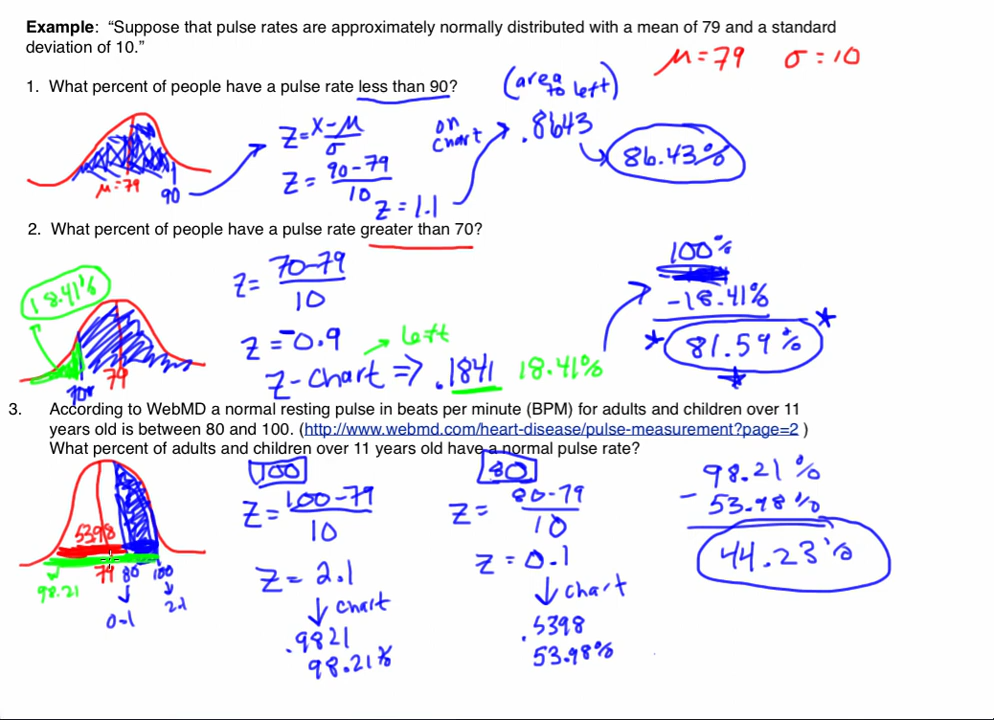 Example: “Suppose that pulse rates are approximately normally distributed with a mean of 79 and a standard
deviation of 10.”
μ=79 σ=10
1. What percent of people have a pulse rate less than 90?
(area to left)
μ=79
90
Z=X-μ/σ
Z=90-79/10
Z=1.1
on chart
.8643
86.43%
2. What percent of people have a pulse rate greater than 70?
18.41%
70
79
Z=70-79/10
Z=-0.9
left
Z-chart => .1841 18.41%
100%
-18.41%
*81.59%*
*
3. According to WebMD a normal resting pulse in beats per minute (BPM) for adults and children over 11
years old is between 80 and 100. (http://www.webmd.com/heart-disease/pulse-measurement?page=2 )
What percent of adults and children over 11 years old have a normal pulse rate?
5398
79 80 100
98.21
0.1
2.1
100
Z=100-79/10
Z=2.1
↓chart
.9821
98.21%
80
Z=80-79/10
Z=0.1
↓chart
.5398
53.98%
98.21%
-53.98%
44.23%